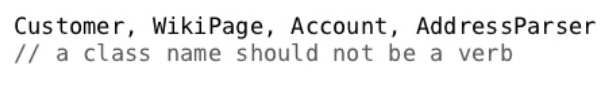 Customer, WikiPage, Account, AddressParser
// a class name should not be a verb